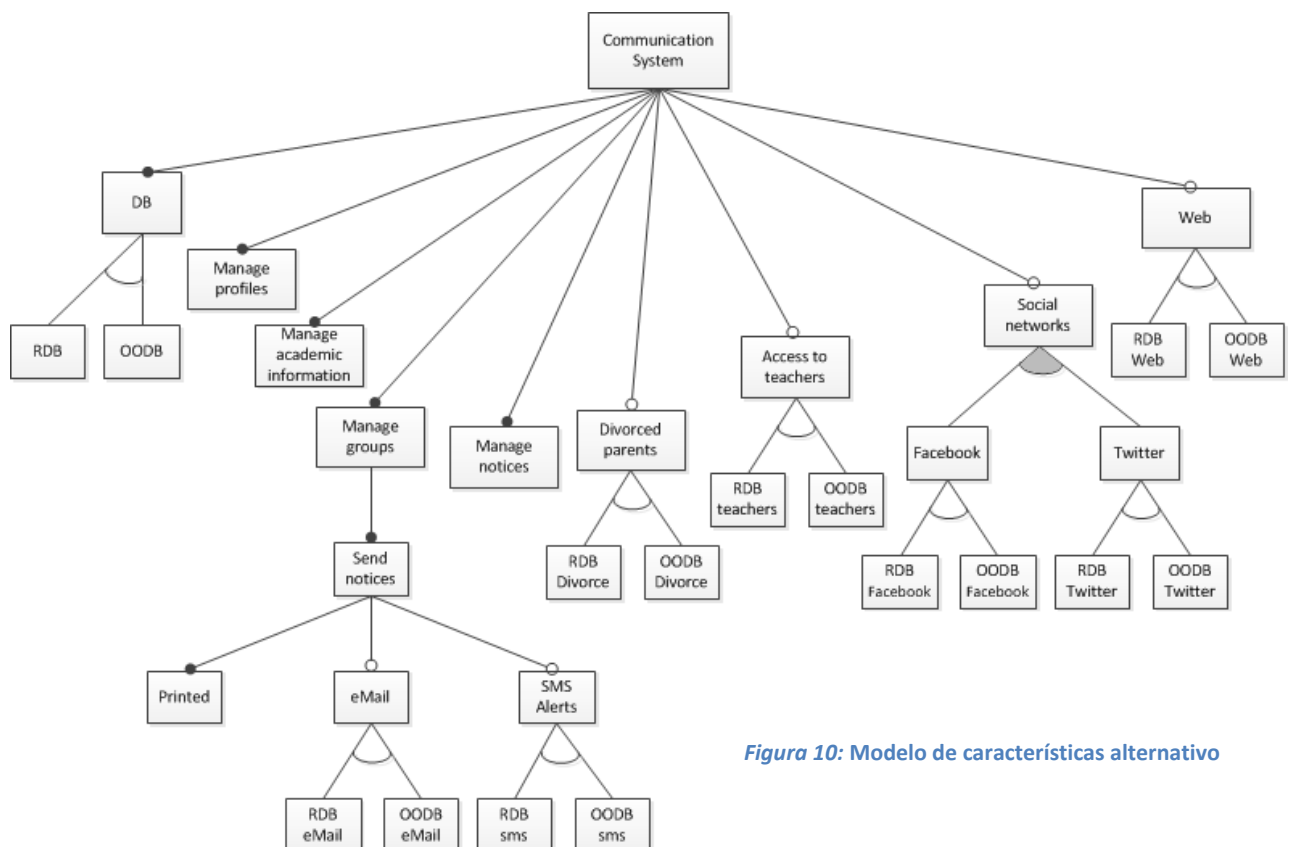 Communication
System
DB
RDB
OODB
Manage
profiles
Manage
academic
information
Manage
groups
Send
notices
Printed
eMail
RDB
eMail
OODB
eMail
SMS
Alerts
RDB
sms
OODB
sms
Manage
notices
Divorced
parents
RDB
Divorce
OODB
Divorce
Access to
teachers
RDB
teachers
OODB
teachers
Social
networks
Facebook
RDB
Facebook
OODB
Facebook
Twitter
RDB
Twitter
OODB
Twitter
Web
RDB
Web
OODB
Web
Figura 10: Modelo de características alternativo